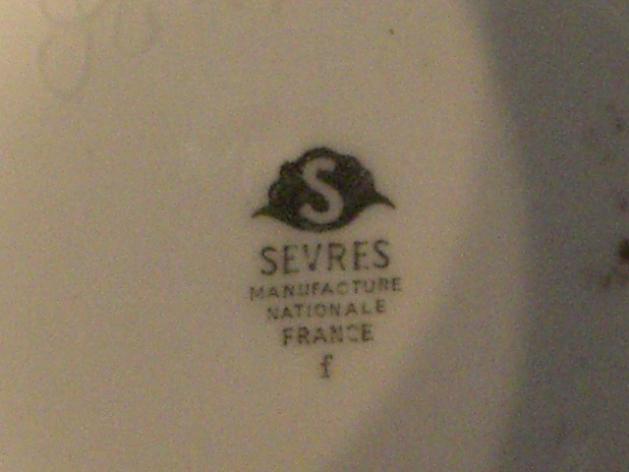 S
SEVRES
MANUFACTURE
NATIONALE
FRANCE
f